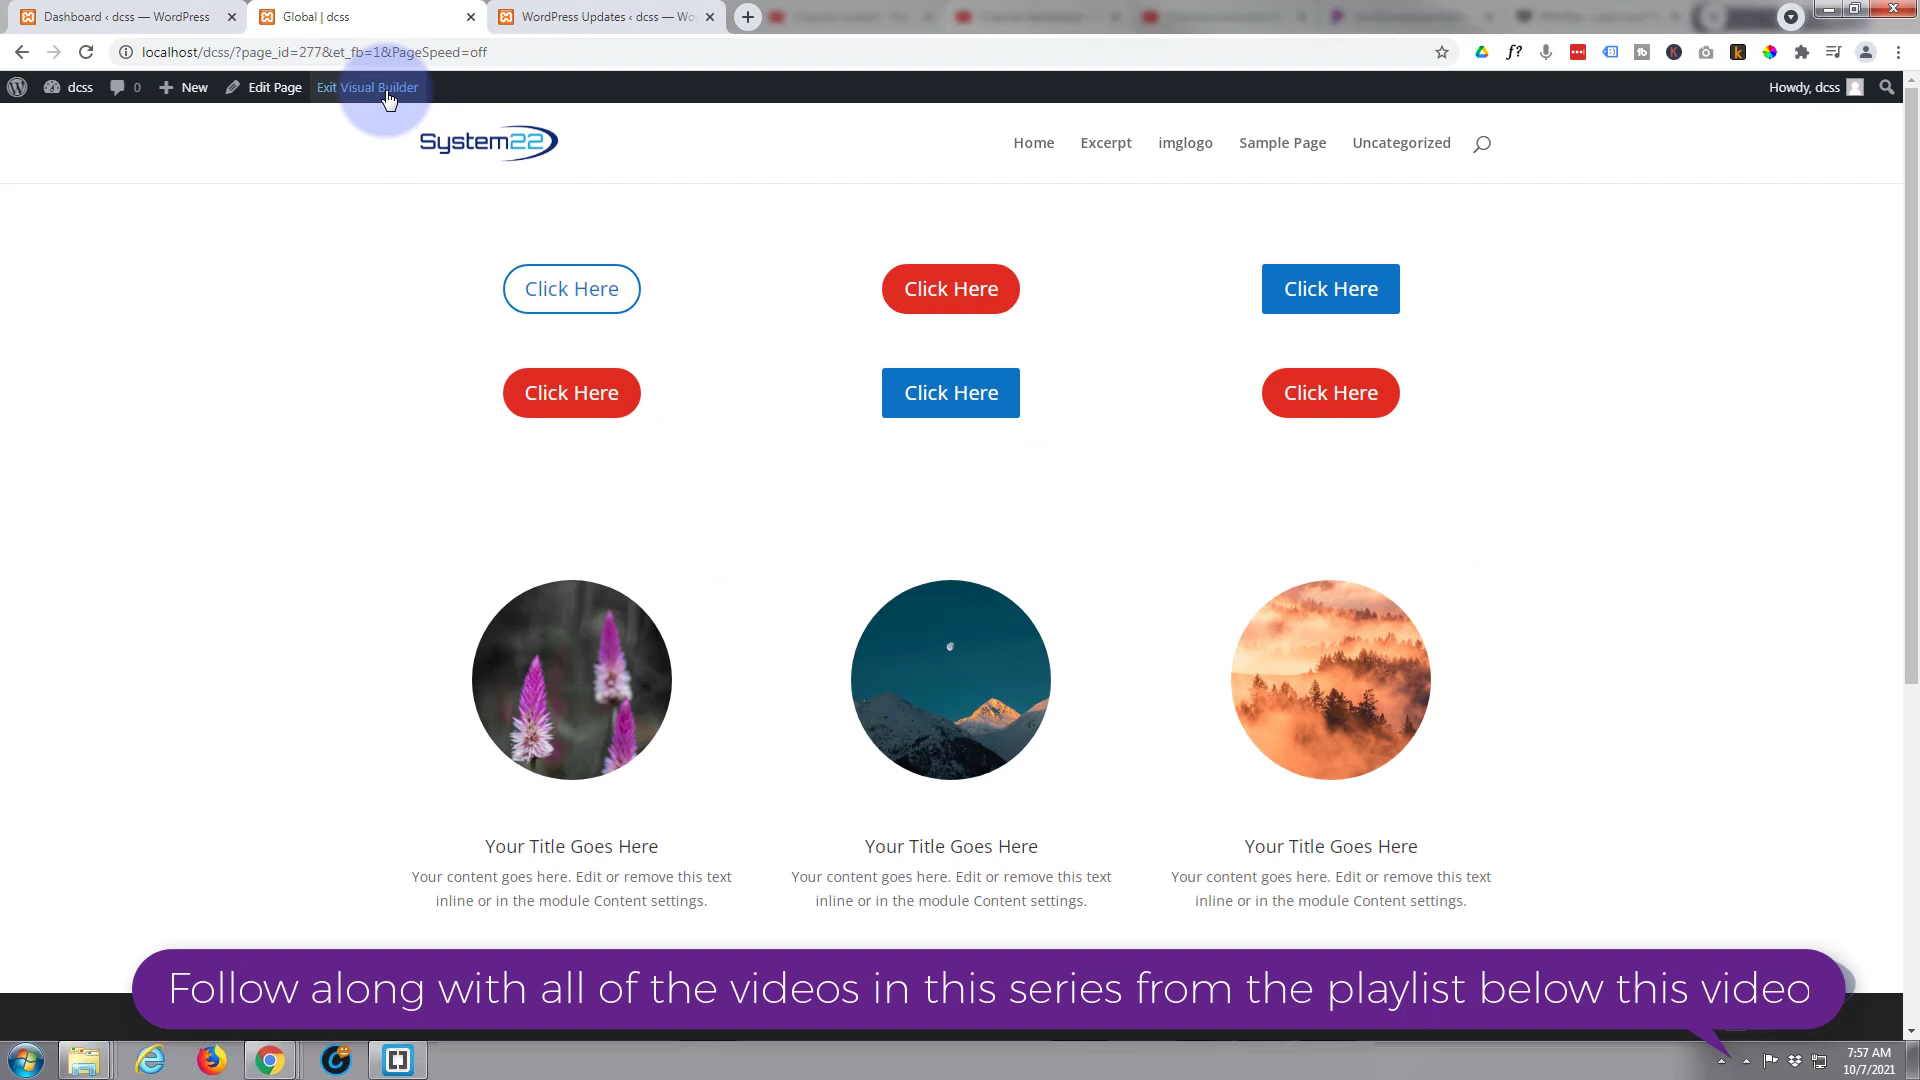 Dashboard ‹ dcss — WordPress
Global | dcss
WordPress Updates ‹ dcss — Wo
localhost/dcss/?page_id=277&et_fb=1&PageSpeed=off
dcss
0
New
Edit Page
Exit Visual Builder
Howdy, dcss
System22
Home
Excerpt
imglogo
Sample Page
Uncategorized
Click Here
Click Here
Click Here
Click Here
Click Here
Click Here
Your Title Goes Here
Your content goes here. Edit or remove this text
inline or in the module Content settings.
Your Title Goes Here
Your content goes here. Edit or remove this text
inline or in the module Content settings.
Your Title Goes Here
Your content goes here. Edit or remove this text
inline or in the module Content settings.
Follow along with all of the videos in this series from the playlist below this video
7:57 AM
10/7/2021